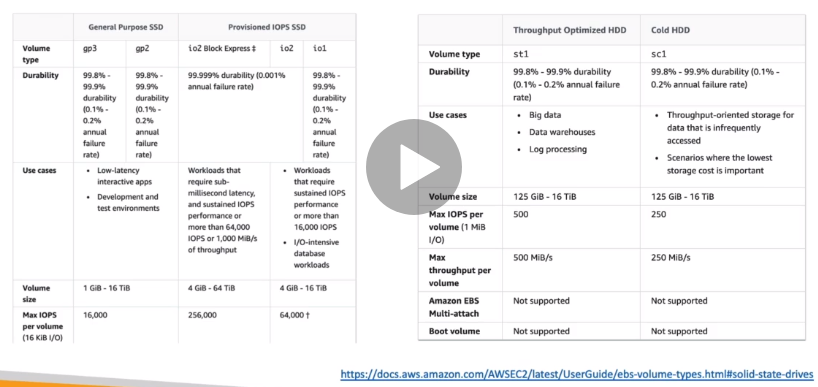 General Purpose SSD Provisioned IOPS SSD
Volume type gp3 gp2 io2 Block Express ‡ io2 io1
Durability
99.8% -
99.9%
durability
(0.1% -
0.2%
annual
failure
rate)
99.8% -
99.9%
durability
(0.1% -
0.2%
annual
failure
rate)
99.999% durability (0.001%
annual failure rate)
99.8% -
99.9%
durability
(0.1% -
0.2%
annual
failure
rate)
Use cases
• Low-latency
interactive apps
• Development and
test environments
Workloads that
require sub-
millisecond latency,
and sustained IOPS
performance or
more than 64,000
IOPS or 1,000 MiB/s
of throughput
• Workloads
that require
sustained IOPS
performance
or more than
16,000 IOPS
• I/O-intensive
database
workloads
Volume
size
1 GiB - 16 TiB
4 GiB - 64 TiB
4 GiB - 16 TiB
Max IOPS
per volume
(16 KiB I/O)
16,000
256,000
64,000 †
Throughput Optimized HDD Cold HDD
Volume type st1 sc1
Durability
99.8% - 99.9% durability
(0.1% - 0.2% annual failure
rate)
99.8% - 99.9% durability (0.1% -
0.2% annual failure rate)
Use cases
• Big data
• Data warehouses
• Log processing
• Throughput-oriented storage for
data that is infrequently
accessed
• Scenarios where the lowest
storage cost is important
Volume size 125 GiB - 16 TiB 125 GiB - 16 TiB
Max IOPS per
volume (1 MiB
I/O)
500
250
Max
throughput per
volume
500 MiB/s
250 MiB/s
Amazon EBS
Multi-attach
Not supported
Not supported
Boot volume Not supported Not supported
https://docs.aws.amazon.com/AWSEC2/latest/UserGuide/ebs-volume-types.html#solid-state-drives